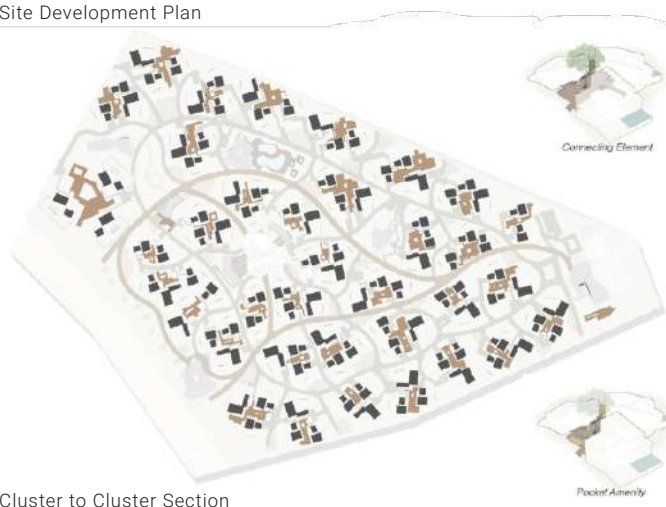 Site Development Plan
Connecting Element
Pocket Amenity
Cluster to Cluster Section